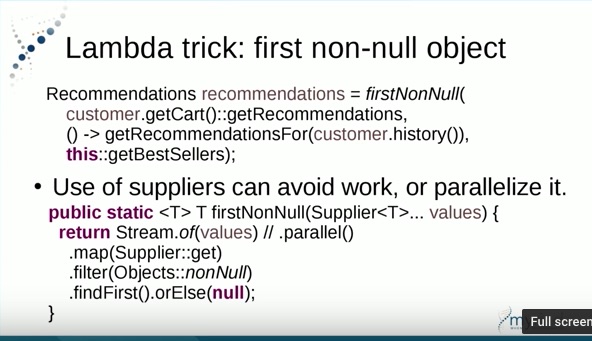 Lambda trick: first non-null object
Recommendations recommendations = firstNonNull(
customer.getCart()::getRecommendations,
() -> getRecommendationsFor(customer.history()),
this::getBestSellers);
• Use of suppliers can avoid work, or parallelize it.
public static <T> T firstNonNull(Supplier<T>... values) {
return Stream.of(values) // .parallel()
.map(Supplier::get)
.filter(Objects::nonNull)
.findFirst().orElse(null);
}
Full screen